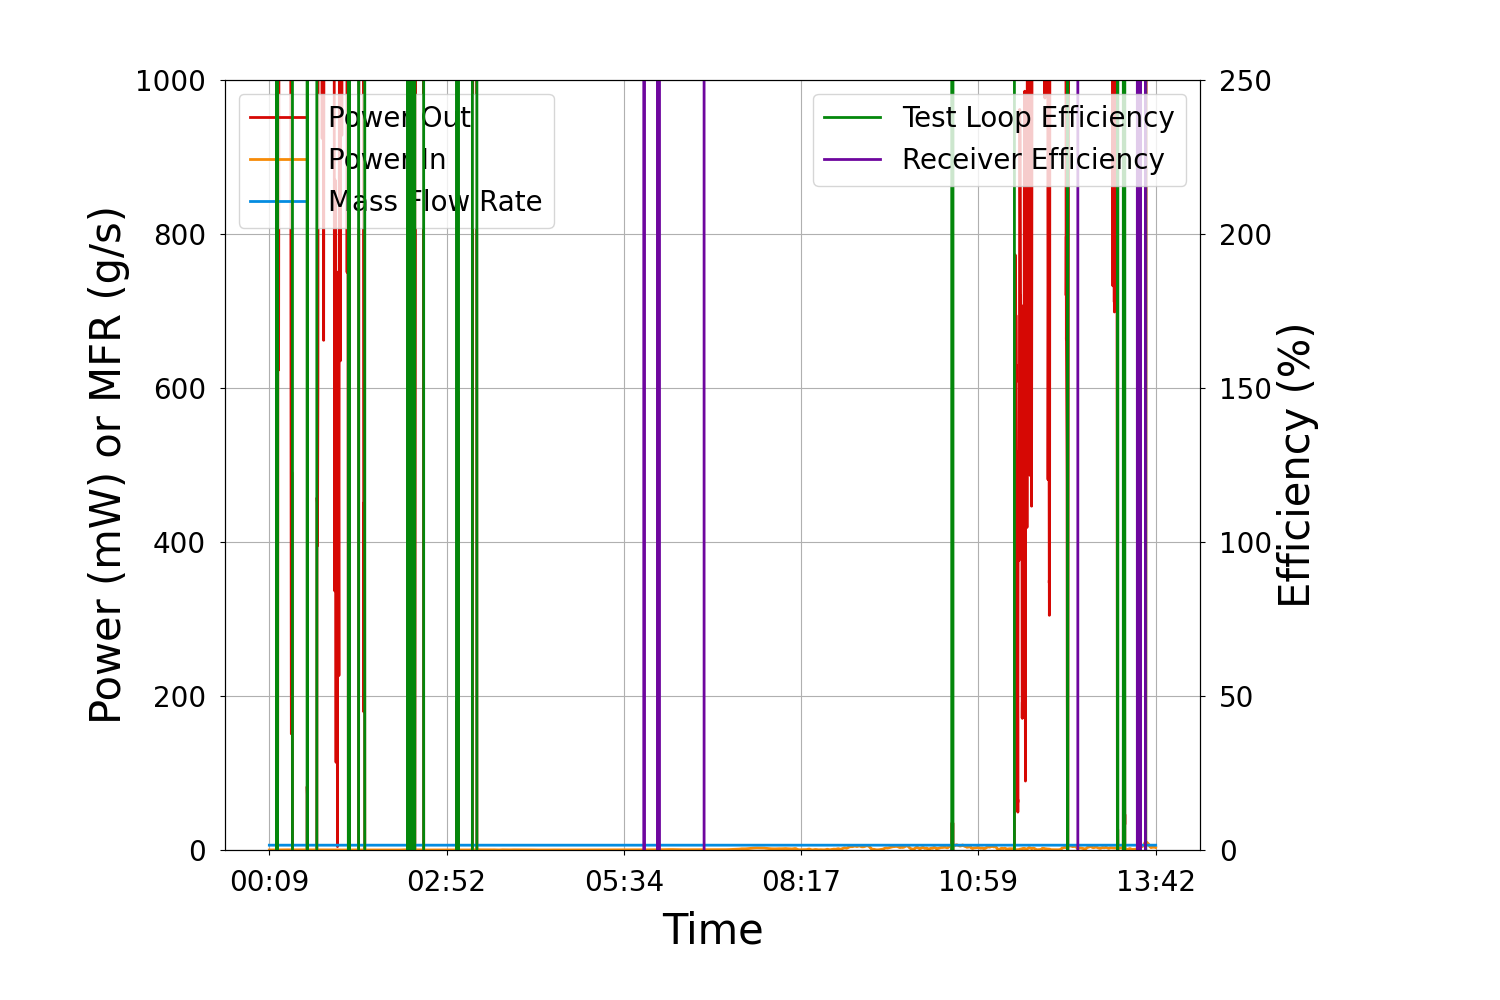 1000
800
600
400
200
0
Power (mW) or MFR (g/s)
Power Out
Power In
Mass Flow Rate
Test Loop Efficiency
Receiver Efficiency
250
200
150
100
50
0
Efficiency (%)
00:09 02:52 05:34 08:17 10:59 13:42
Time